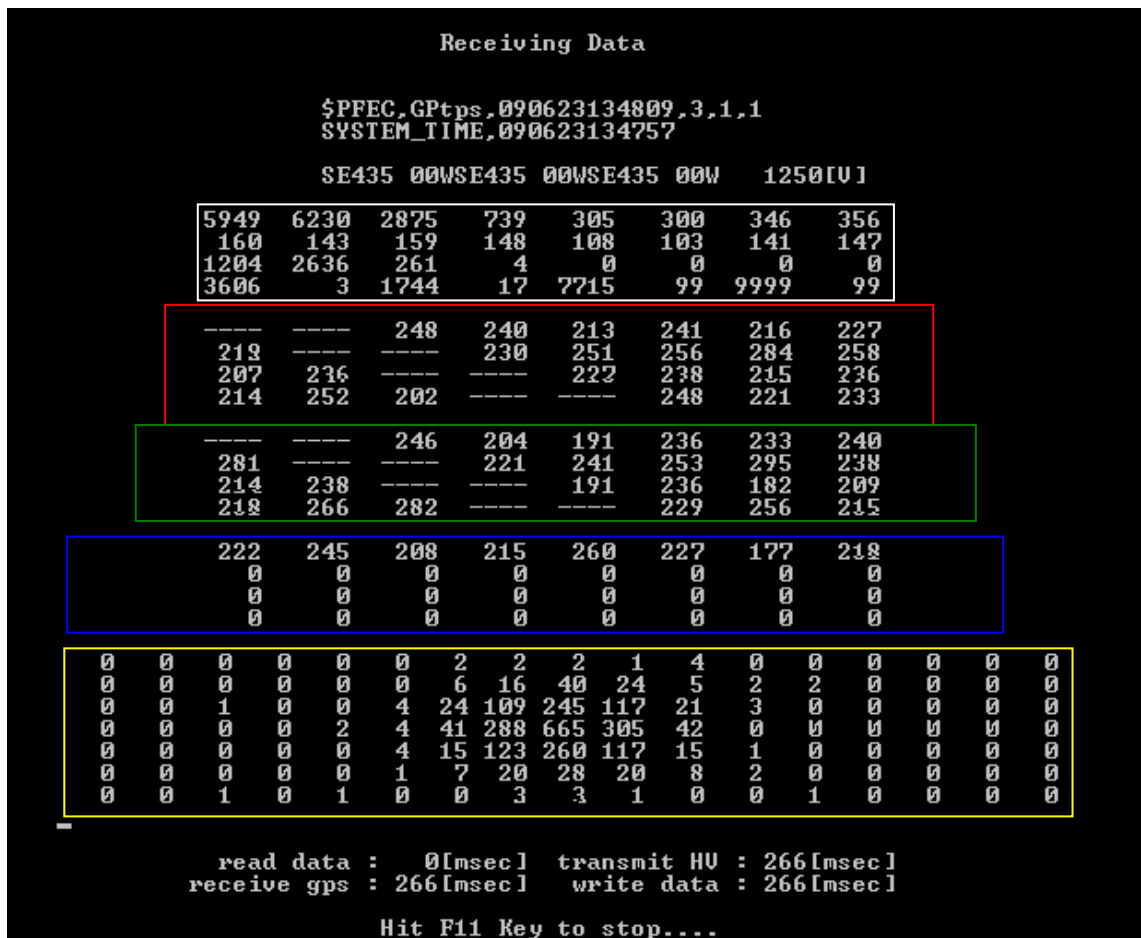 Receiving Data
$PFEC,GPtps,090623134809,3,1,1
SYSTEM_TIME,090623134757
SE435 00WSE435 00WSE435 00W 1250[V]
5949 6230 2875 739 305 300 346 356
160 143 159 148 108 103 141 147
1204 2636 261 4 0 0 0 0
3606 3 1744 17 7715 99 9999 99
---- ---- 248 240 213 241 216 227
---- ---- 230 251 256 284 258
207 236 ---- ---- 238 215 236
214 252 202 ---- ---- 248 221 233
---- ---- 246 204 191 236 233 240
281 ---- ---- 221 241 253 295 238
214 238 ---- ---- 191 236 182 209
266 282 ---- ---- 229 256 215
222 245 208 215 260 227 177
0 0 0 0 0 0 0 0
0 0 0 0 0 0 0 0
0 0 0 0 0 0 0 0
0 0 0 0 0 0 2 2 2 1 4 0 0 0 0 0 0
0 0 0 0 0 0 6 16 40 24 5 2 2 0 0 0 0
0 0 1 0 0 4 24 109 245 117 21 3 0 0 0 0 0
0 0 0 0 2 4 41 288 665 305 42 0 0 0 0 0 0
0 0 0 0 0 4 15 123 260 117 15 1 0 0 0 0 0
0 0 0 0 0 1 7 20 28 20 8 2 0 0 0 0 0
0 0 1 0 1 0 0 3 3 1 0 0 1 0 0 0 0
read data : 0[msec] transmit HV : 266[msec]
receive gps : 266[msec] write data : 266[msec]
Hit F11 Key to stop....